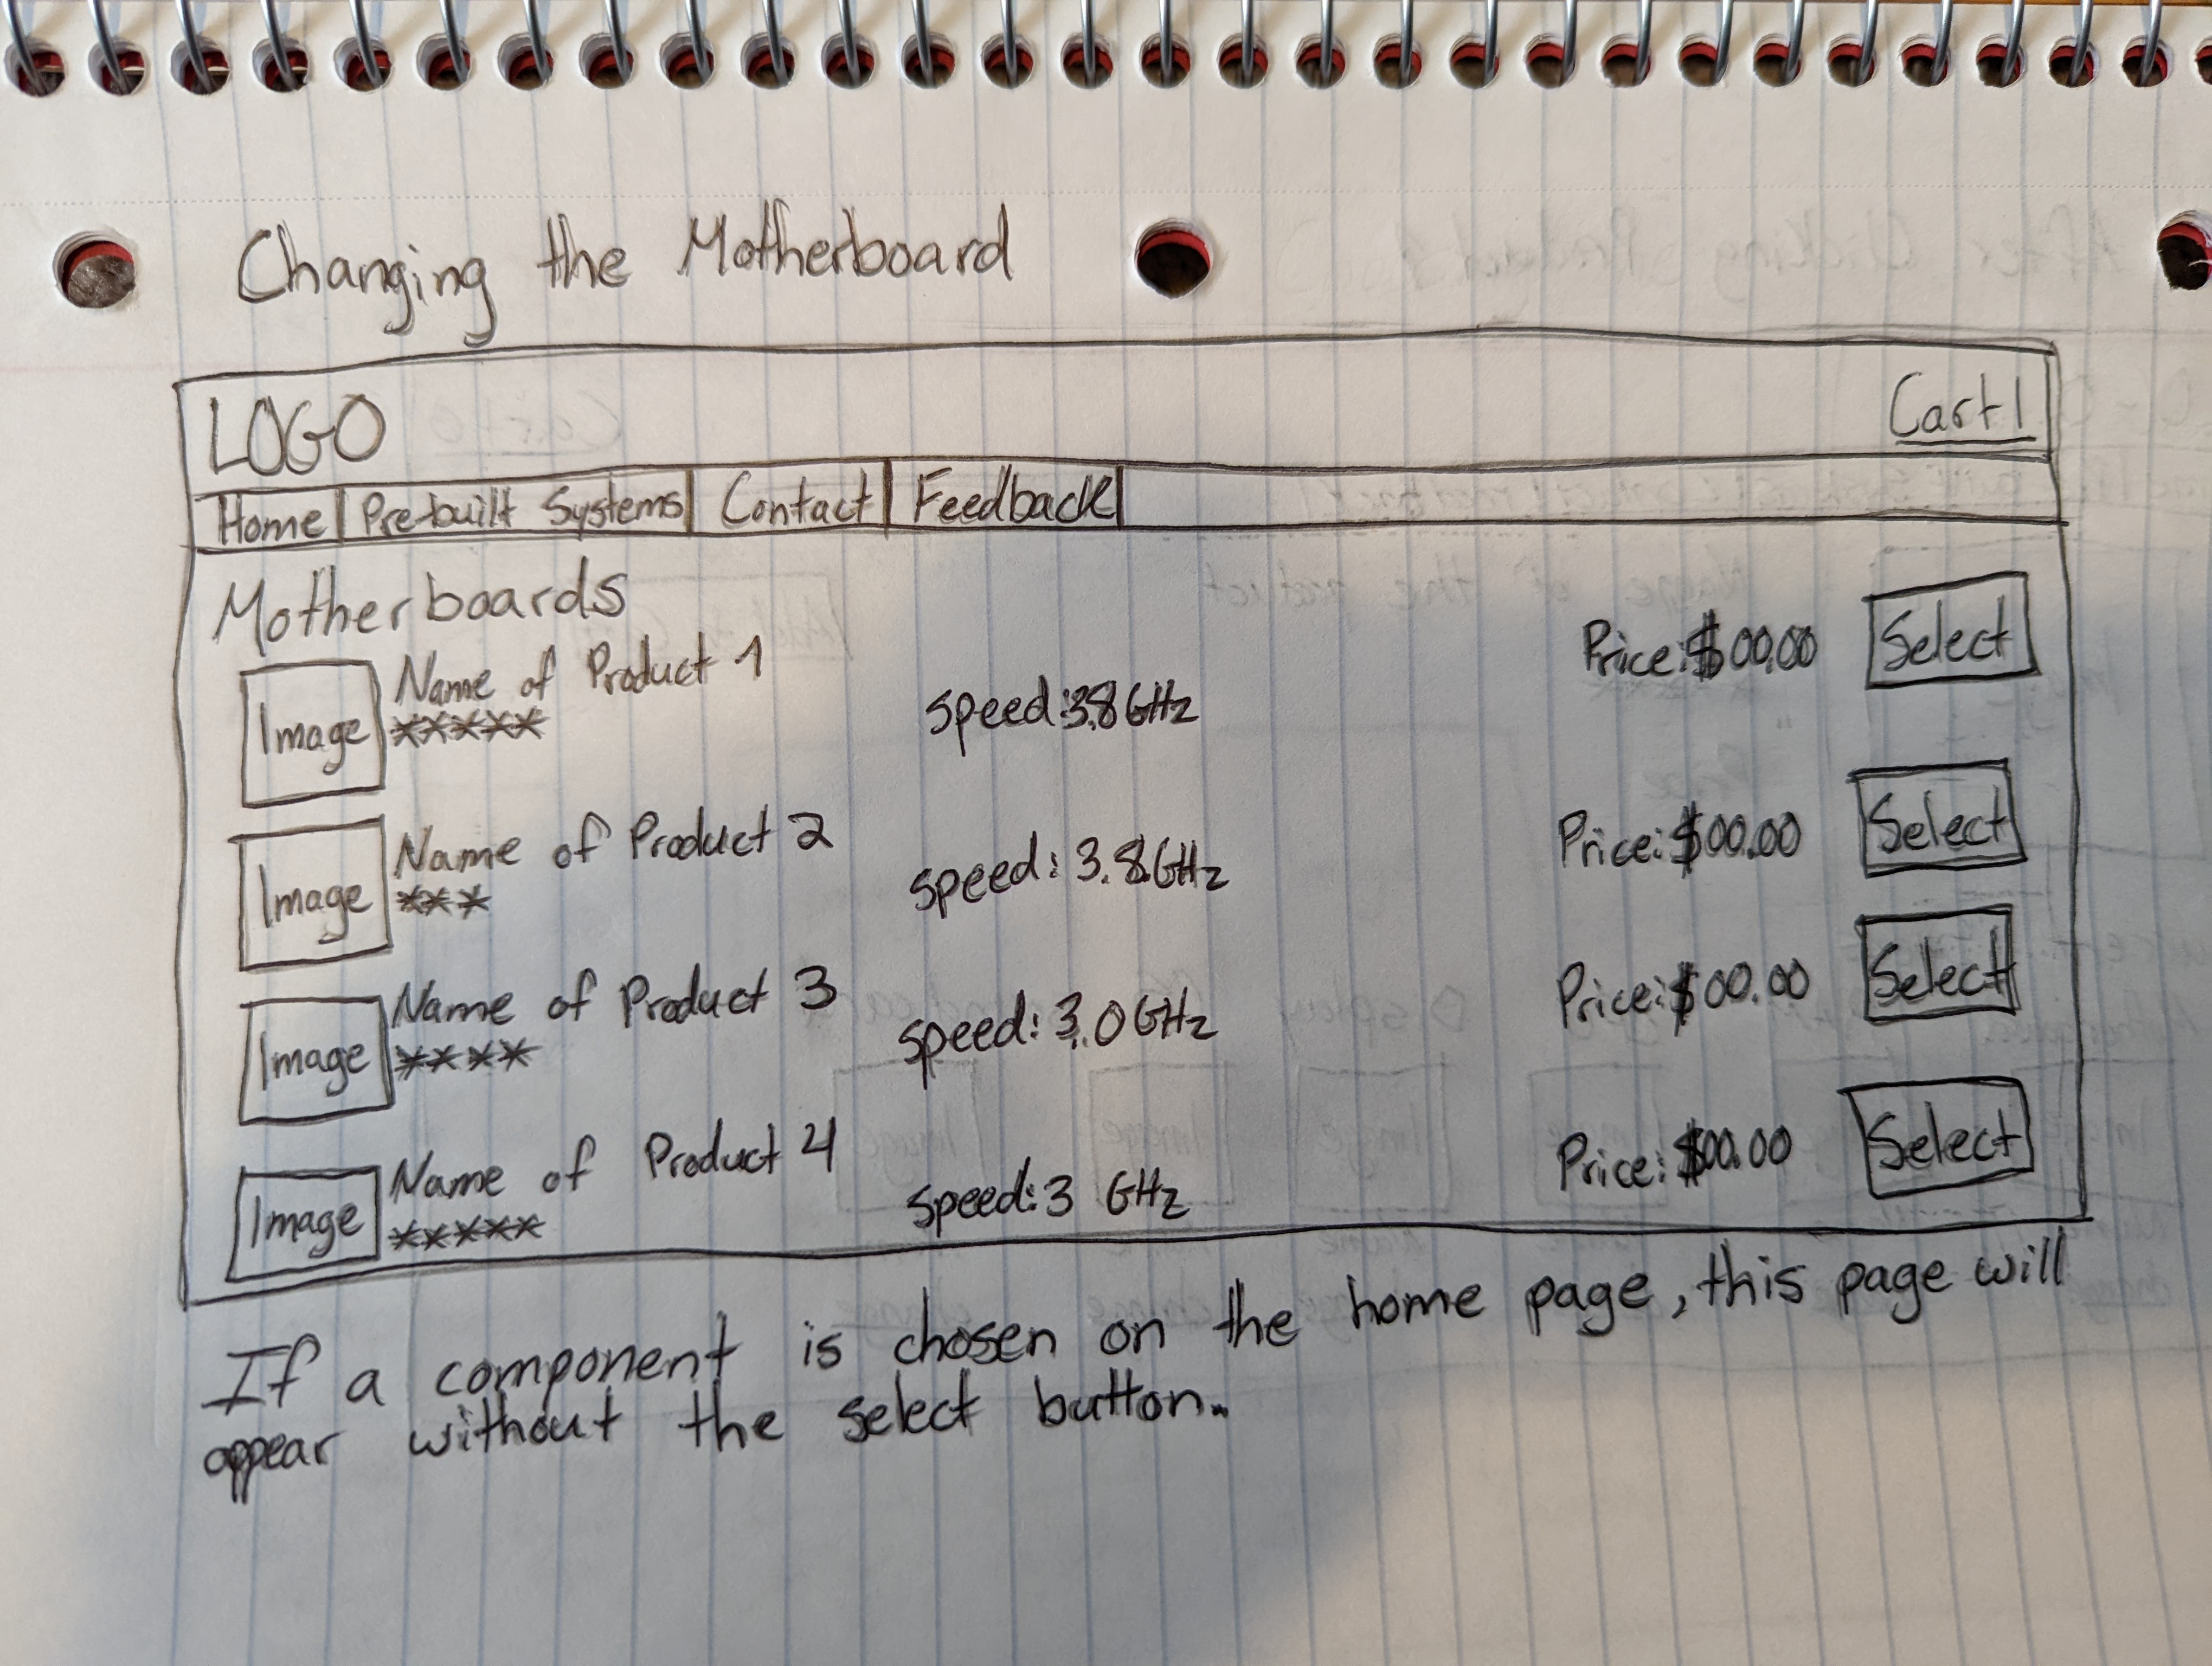 Changing the Motherboard
LOGO
Cart 1
Home Pre-built Systems Contact Feedback
Motherboards
Image
Name of Product 1
*****
speed: 3.8 GHz
Price: $00.00
Select
Image
Name of Product 2
***
speed: 3.8 GHz
Price: $00.00
Select
Image
Name of Product 3
****
speed: 3.0 GHz
Price: $00.00
Select
Image
Name of Product 4
*****
speed: 3 GHz
Price: $00.00
Select
If a component is chosen on the home page, this page will
appear without the select button.